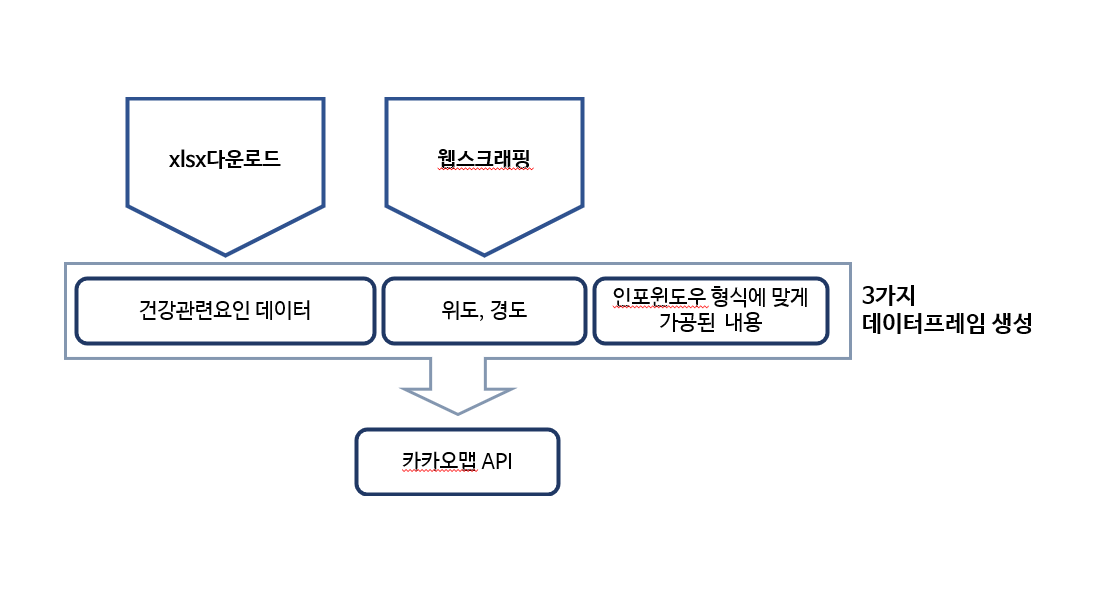 xlsx다운로드
웹스크래핑
건강관련요인 데이터
위도, 경도
인포윈도우 형식에 맞게
가공된 내용
3가지
데이터프레임 생성
카카오맵 API